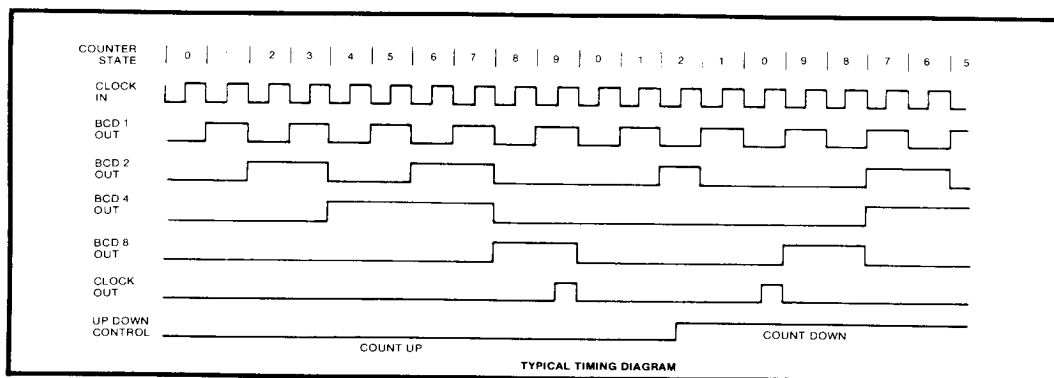 COUNTER
STATE
0 2 3 4 5 6 7 8 9 0 1 2 1 0 9 8 7 6 5
CLOCK
IN
BCD 1
OUT
BCD 2
OUT
BCD 4
OUT
BCD 8
OUT
CLOCK
OUT
UP DOWN
CONTROL
COUNT UP
COUNT DOWN
TYPICAL TIMING DIAGRAM